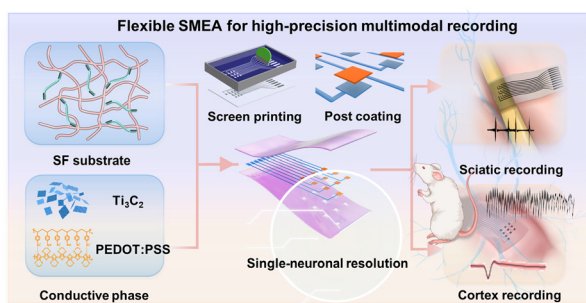 Flexible SMEA for high-precision multimodal recording
SF substrate
Screen printing
Post coating
Sciatic recording
Ti₃C₂
PEDOT:PSS
Conductive phase
Single-neuronal resolution
Cortex recording